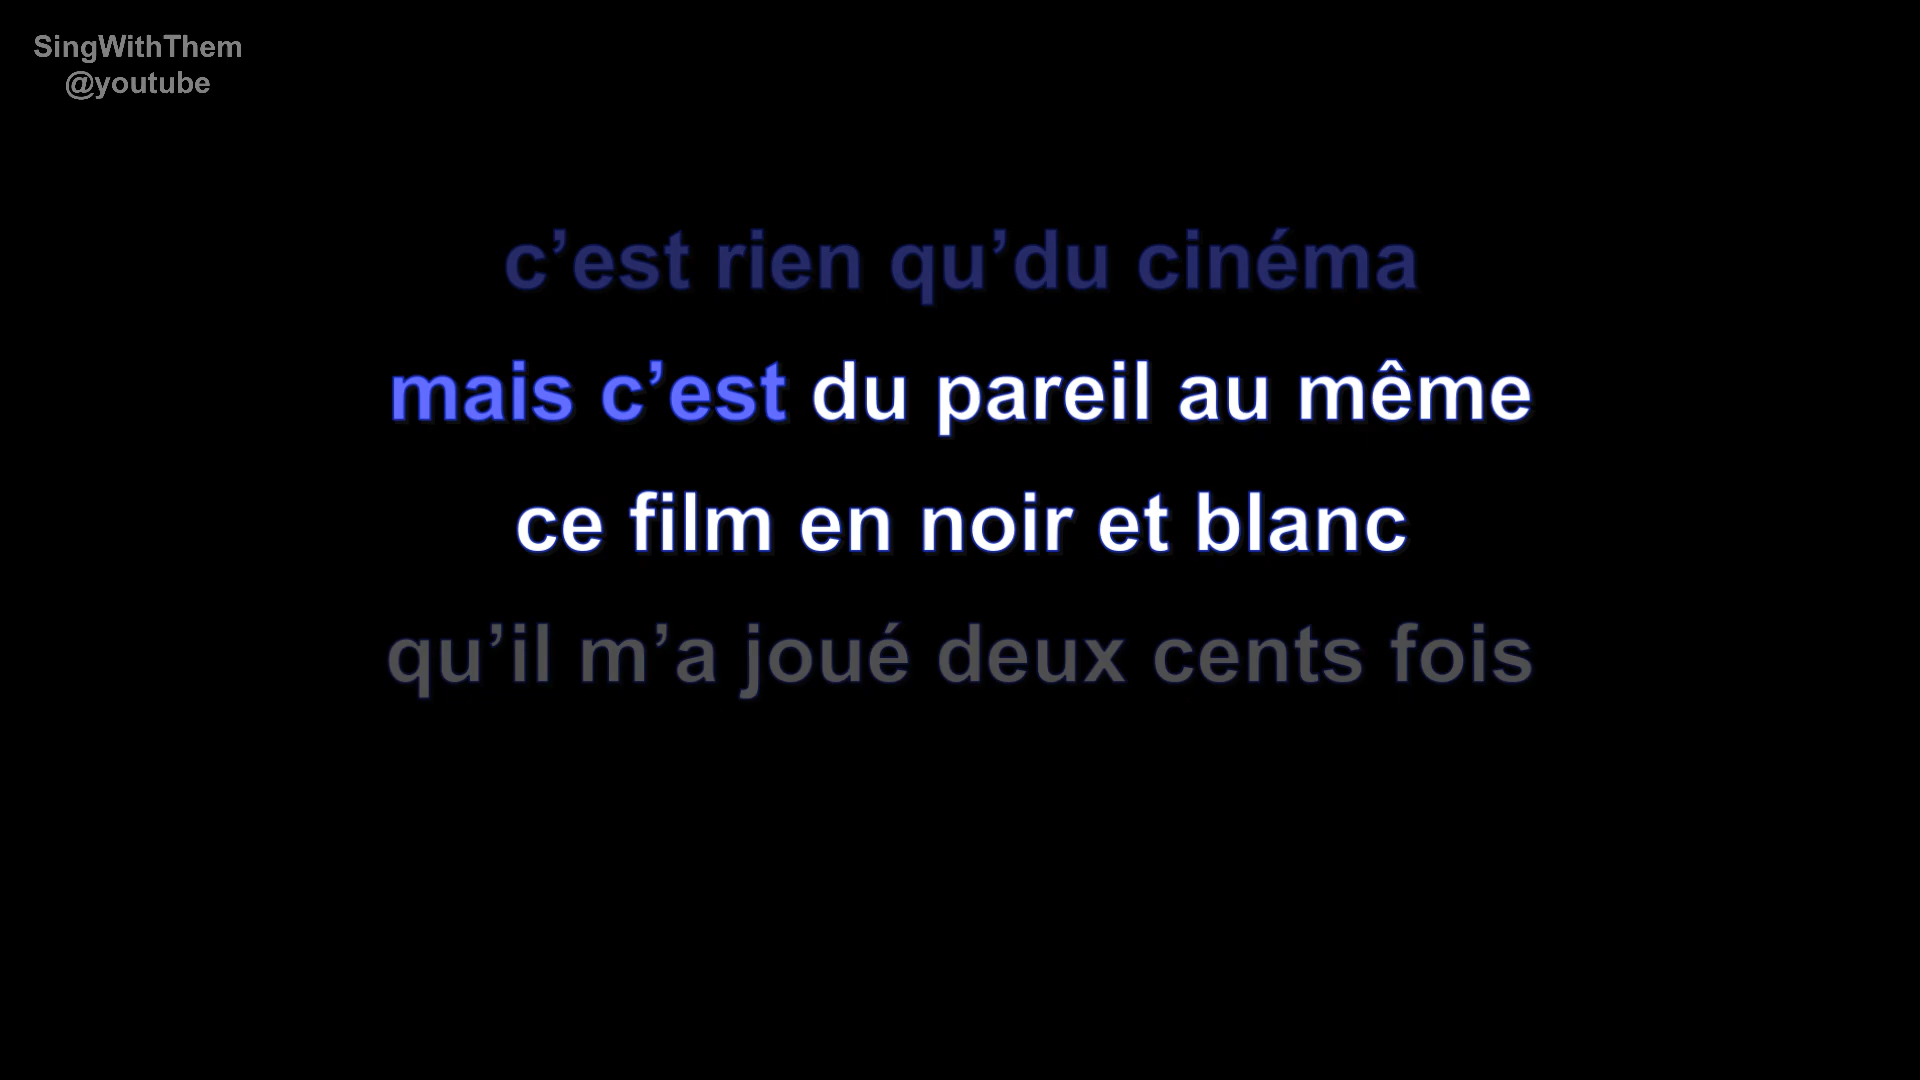 SingWithThem
@youtube
c’est rien qu’du cinéma
mais c’est du pareil au même
ce film en noir et blanc
qu’il m’a joué deux cents fois